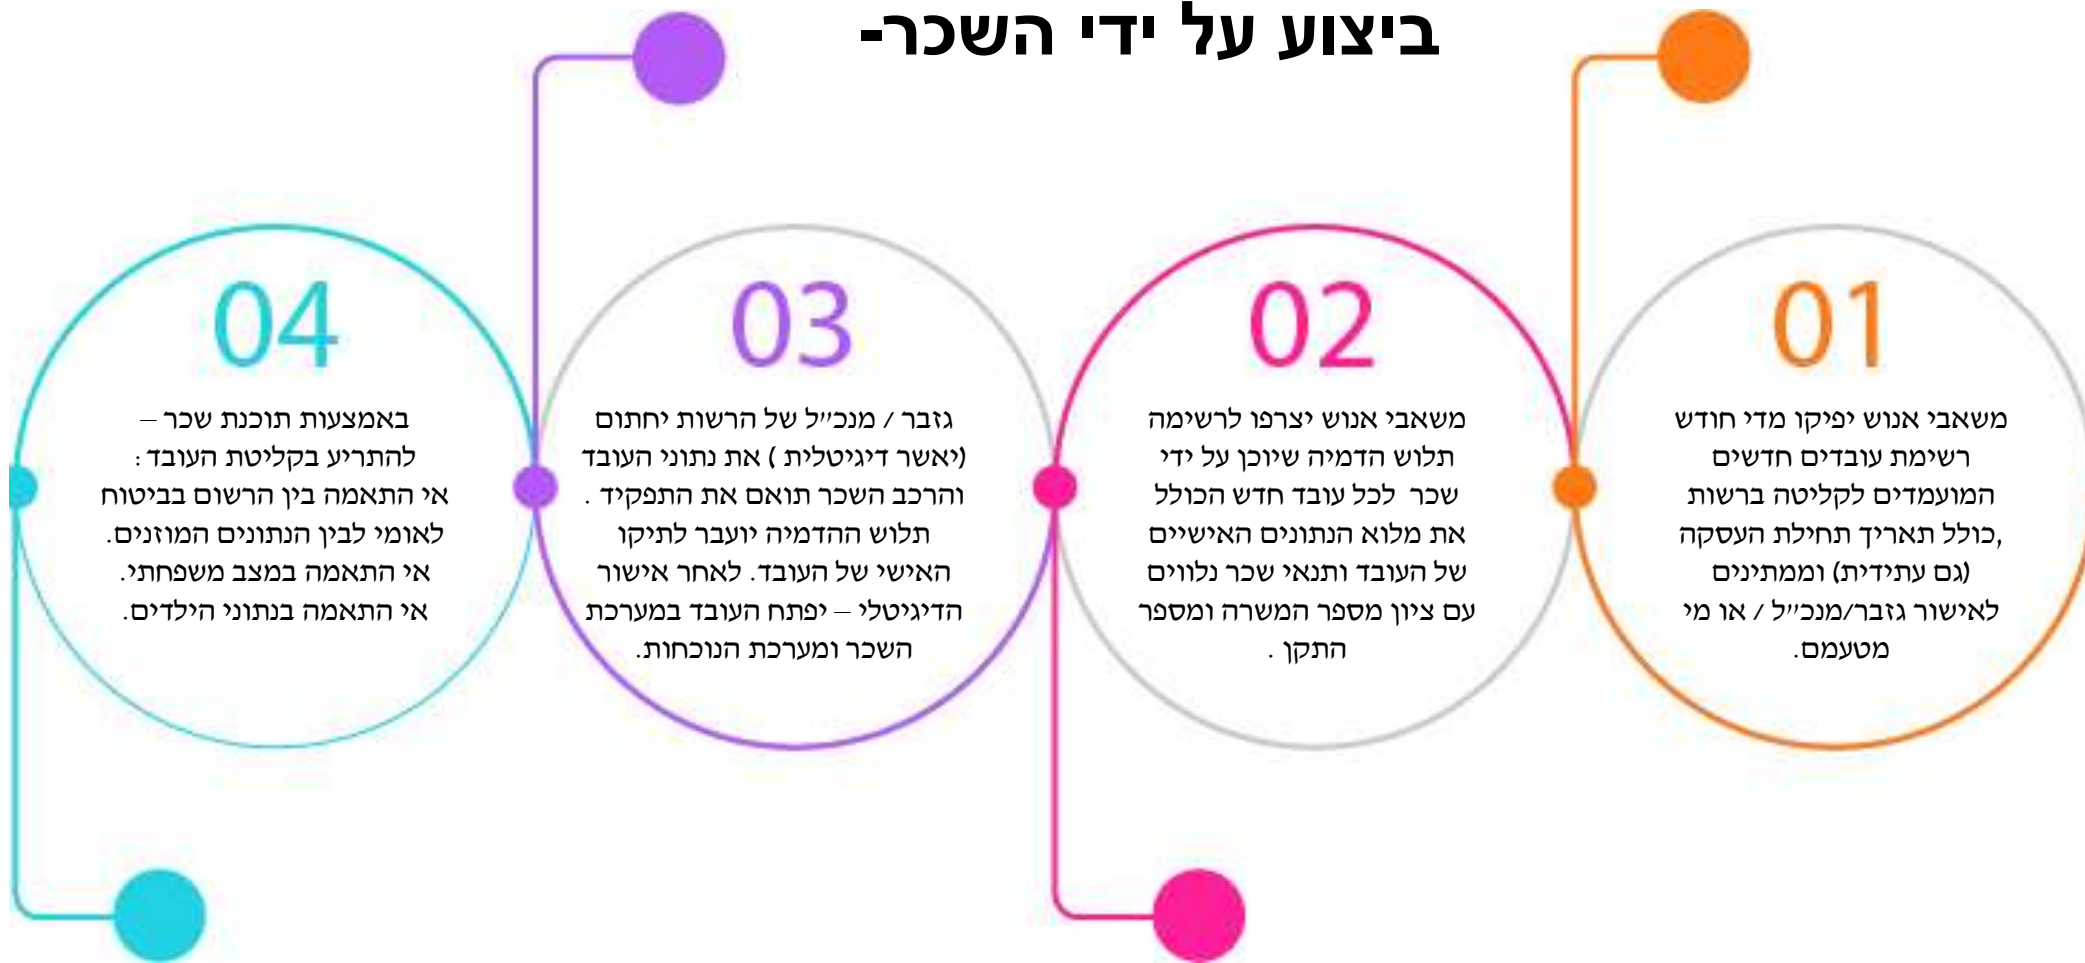 ביצוע על ידי השכר-
01
משאבי אנוש יפיקו מדי חודש
רשימת עובדים חדשים
המועמדים לקליטה ברשות
,כולל תאריך תחילת העסקה
(גם עתידית) וממתינים
לאישור גזבר/מנכ״ל / או מי
מטעמם.
02
משאבי אנוש יצרפו לרשימה
תלוש הדמיה שיוכן על ידי
שכר לכל עובד חדש הכולל
את מלוא הנתונים האישיים
של העובד ותנאי שכר נלווים
עם ציון מספר המשרה ומספר
התקן .
03
גזבר / מנכ״ל של הרשות יחתום
(יאשר דיגיטלית ) את נתוני העובד
והרכב השכר תואם את התפקיד .
תלוש ההדמיה יועבר לתיקו
האישי של העובד. לאחר אישור
הדיגיטלי – יפתח העובד במערכת
השכר ומערכת הנוכחות.
04
באמצעות תוכנת שכר –
להתריע בקליטת העובד :
אי התאמה בין הרשום בביטוח
לאומי לבין הנתונים המוזנים.
אי התאמה במצב משפחתי.
אי התאמה בנתוני הילדים.